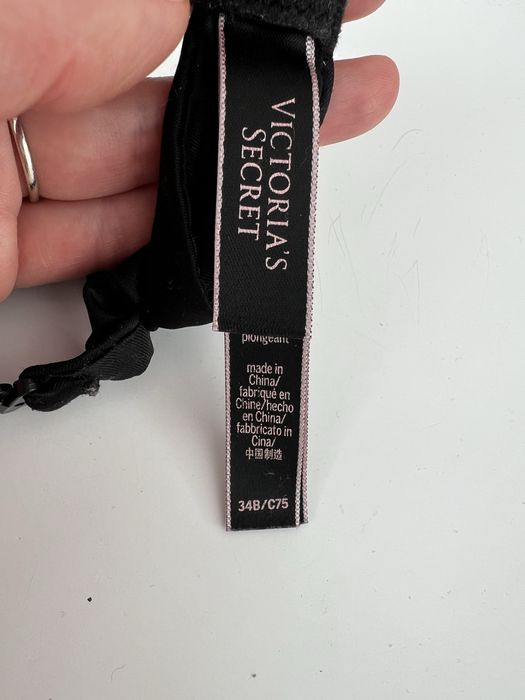 VICTORIA'S
SECRET
plongeant
made in
China/
fabriqué en
Chine/hecho
en China/
fabbricato in
Cina/
中国制造
34B/C75